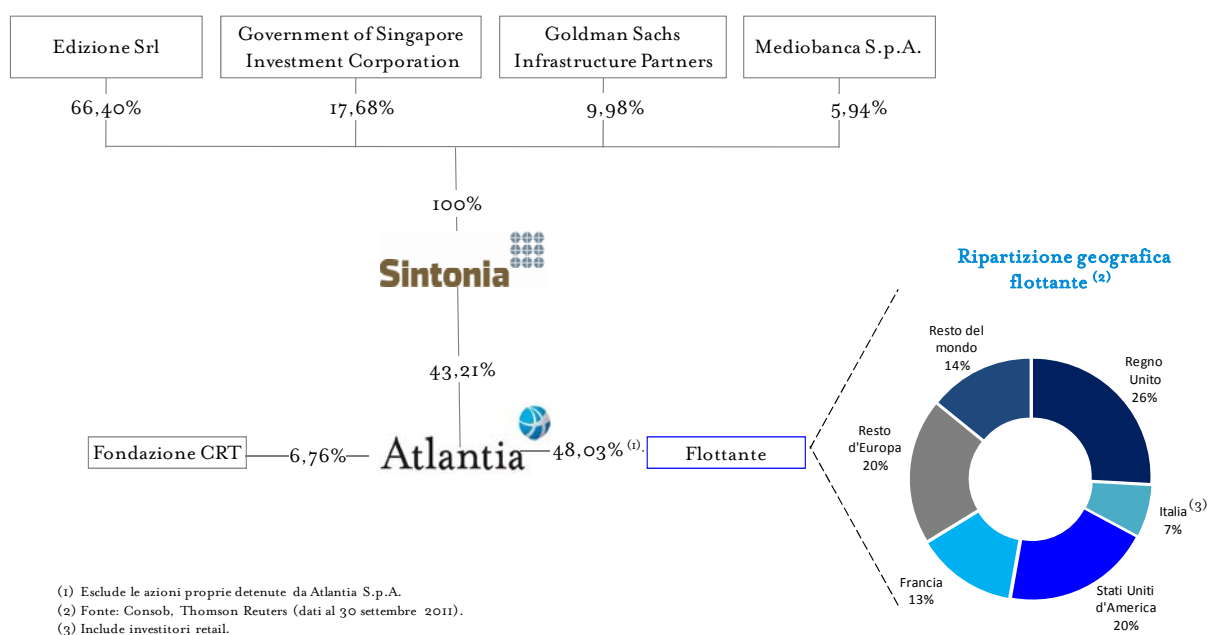 Edizione Srl
Government of Singapore
Investment Corporation
Goldman Sachs
Infrastructure Partners
Mediobanca S.p.A.
66,40%
17,68%
9,98%
5,94%
100%
Sintonia
43,21%
Fondazione CRT
6,76%
Atlantia
48,03% (1).
Flottante
Ripartizione geografica
flottante (2)
Resto del
mondo
14%
Regno
Unito
26%
Resto
d'Europa
20%
Italia (3)
7%
Francia
13%
Stati Uniti
d'America
20%
(1) Esclude le azioni proprie detenute da Atlantia S.p.A.
(2) Fonte: Consob, Thomson Reuters (dati al 30 settembre 2011).
(3) Include investitori retail.